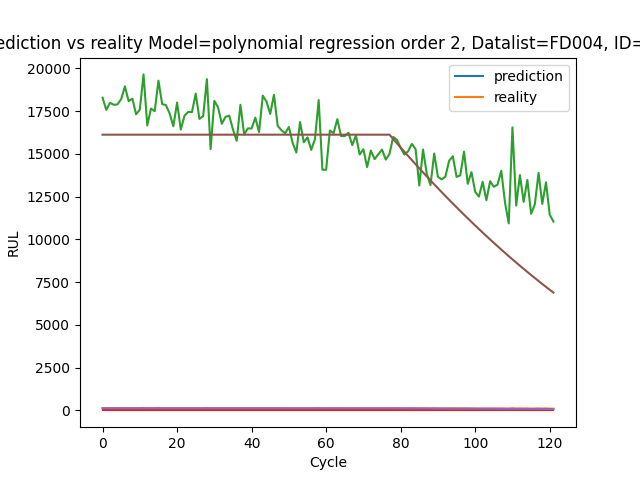 ediction vs reality Model=polynomial regression order 2, Datalist=FD004, ID=
20000
17500
15000
12500
10000
7500
5000
2500
0
RUL
prediction
reality
0 20 40 60 80 100 120
Cycle